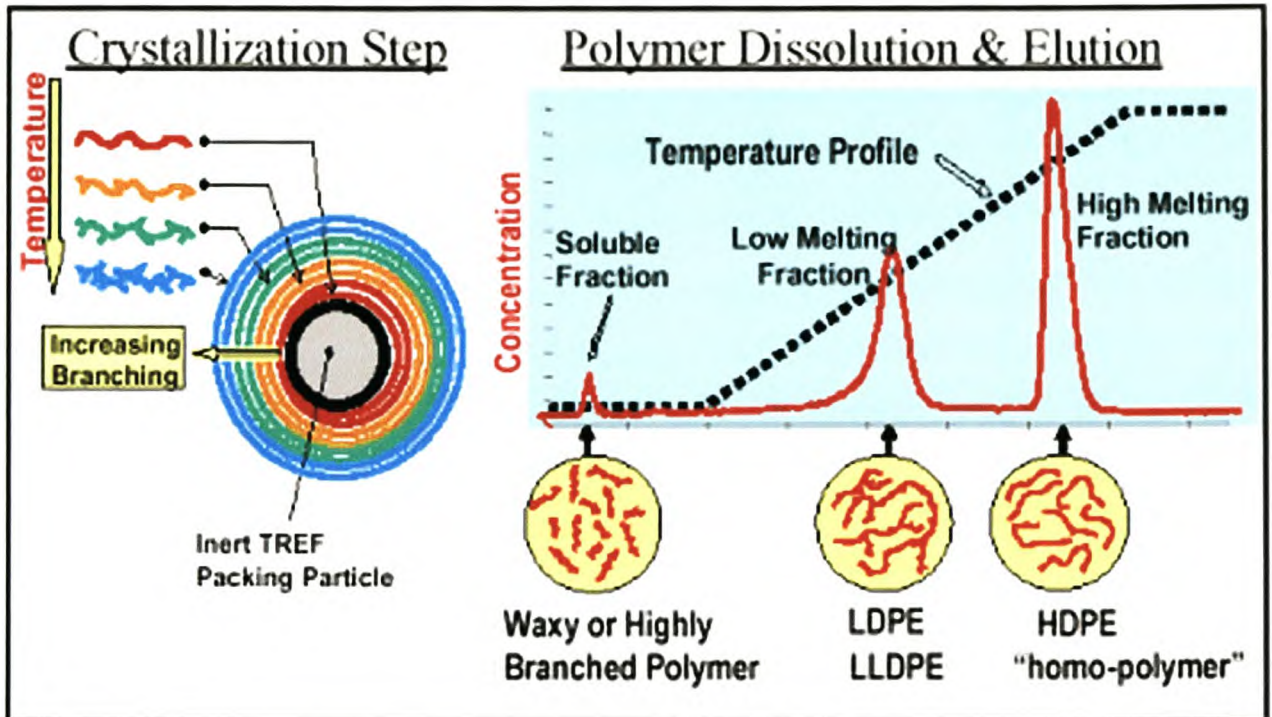 Crystallization Step
Polymer Dissolution & Elution
Temperature
Increasing
Branching
Inert TREF
Packing Particle
Concentration
Temperature Profile
Soluble
Fraction
Low Melting
Fraction
High Melting
Fraction
Waxy or Highly
Branched Polymer
LDPE
LLDPE
HDPE
"homo-polymer"